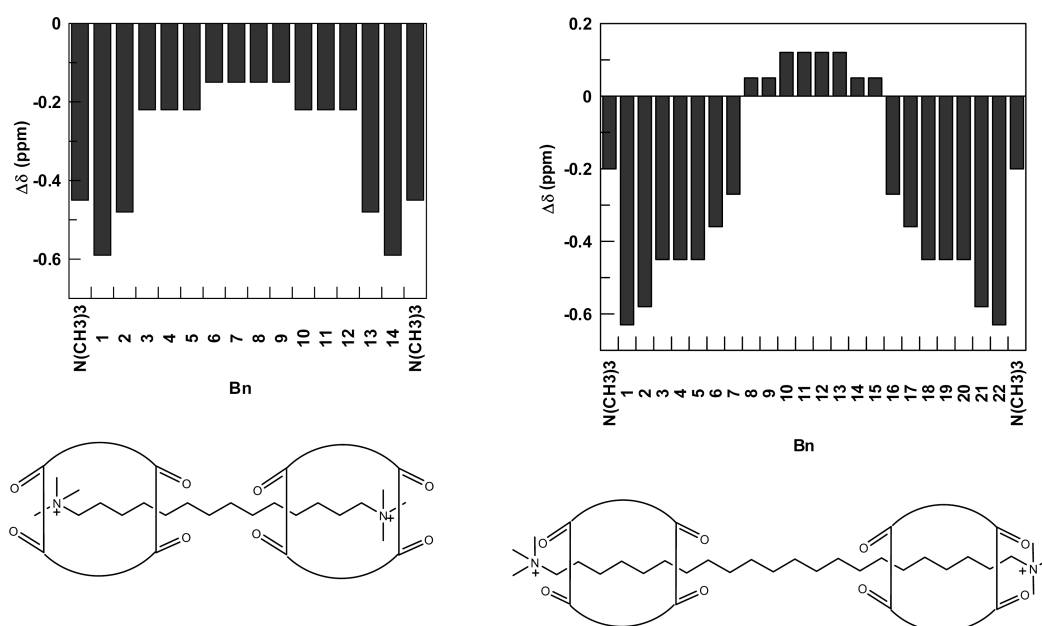 0
-0.2
-0.4
-0.6
Δδ (ppm)
N(CH3)3 1 2 3 4 5 6 7 8 9 10 11 12 13 14 N(CH3)3
Bn
0.2
0
-0.2
-0.4
-0.6
Δδ (ppm)
N(CH3)3 1 2 3 4 5 6 7 8 9 10 11 12 13 14 15 16 17 18 19 20 21 22 N(CH3)3
Bn
O O O O
N + N +
O O O O
O O O O
N + N +
O O O O